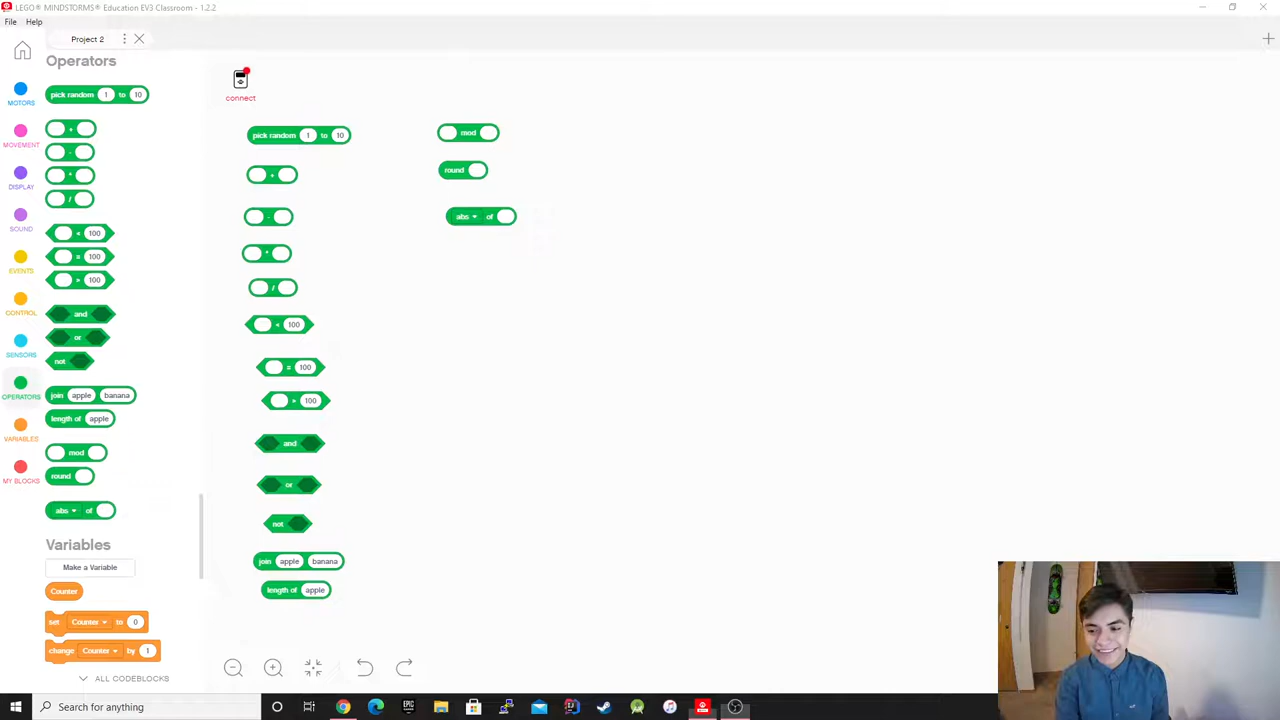 LEGO® MINDSTORMS® Education EV3 Classroom - 1.2.2
File Help
Project 2
Operators
MOTORS
MOVEMENT
DISPLAY
SOUND
EVENTS
CONTROL
SENSORS
OPERATORS
VARIABLES
MY BLOCKS
pick random 1 to 10
+
-
*
/
< 100
= 100
> 100
and
or
not
join apple banana
length of apple
mod
round
abs of
Variables
Make a Variable
Counter
set Counter to 0
change Counter by 1
ALL CODEBLOCKS
connect
pick random 1 to 10
+
-
*
/
< 100
= 100
> 100
and
or
not
join apple banana
length of apple
mod
round
abs of
Search for anything
EPIC